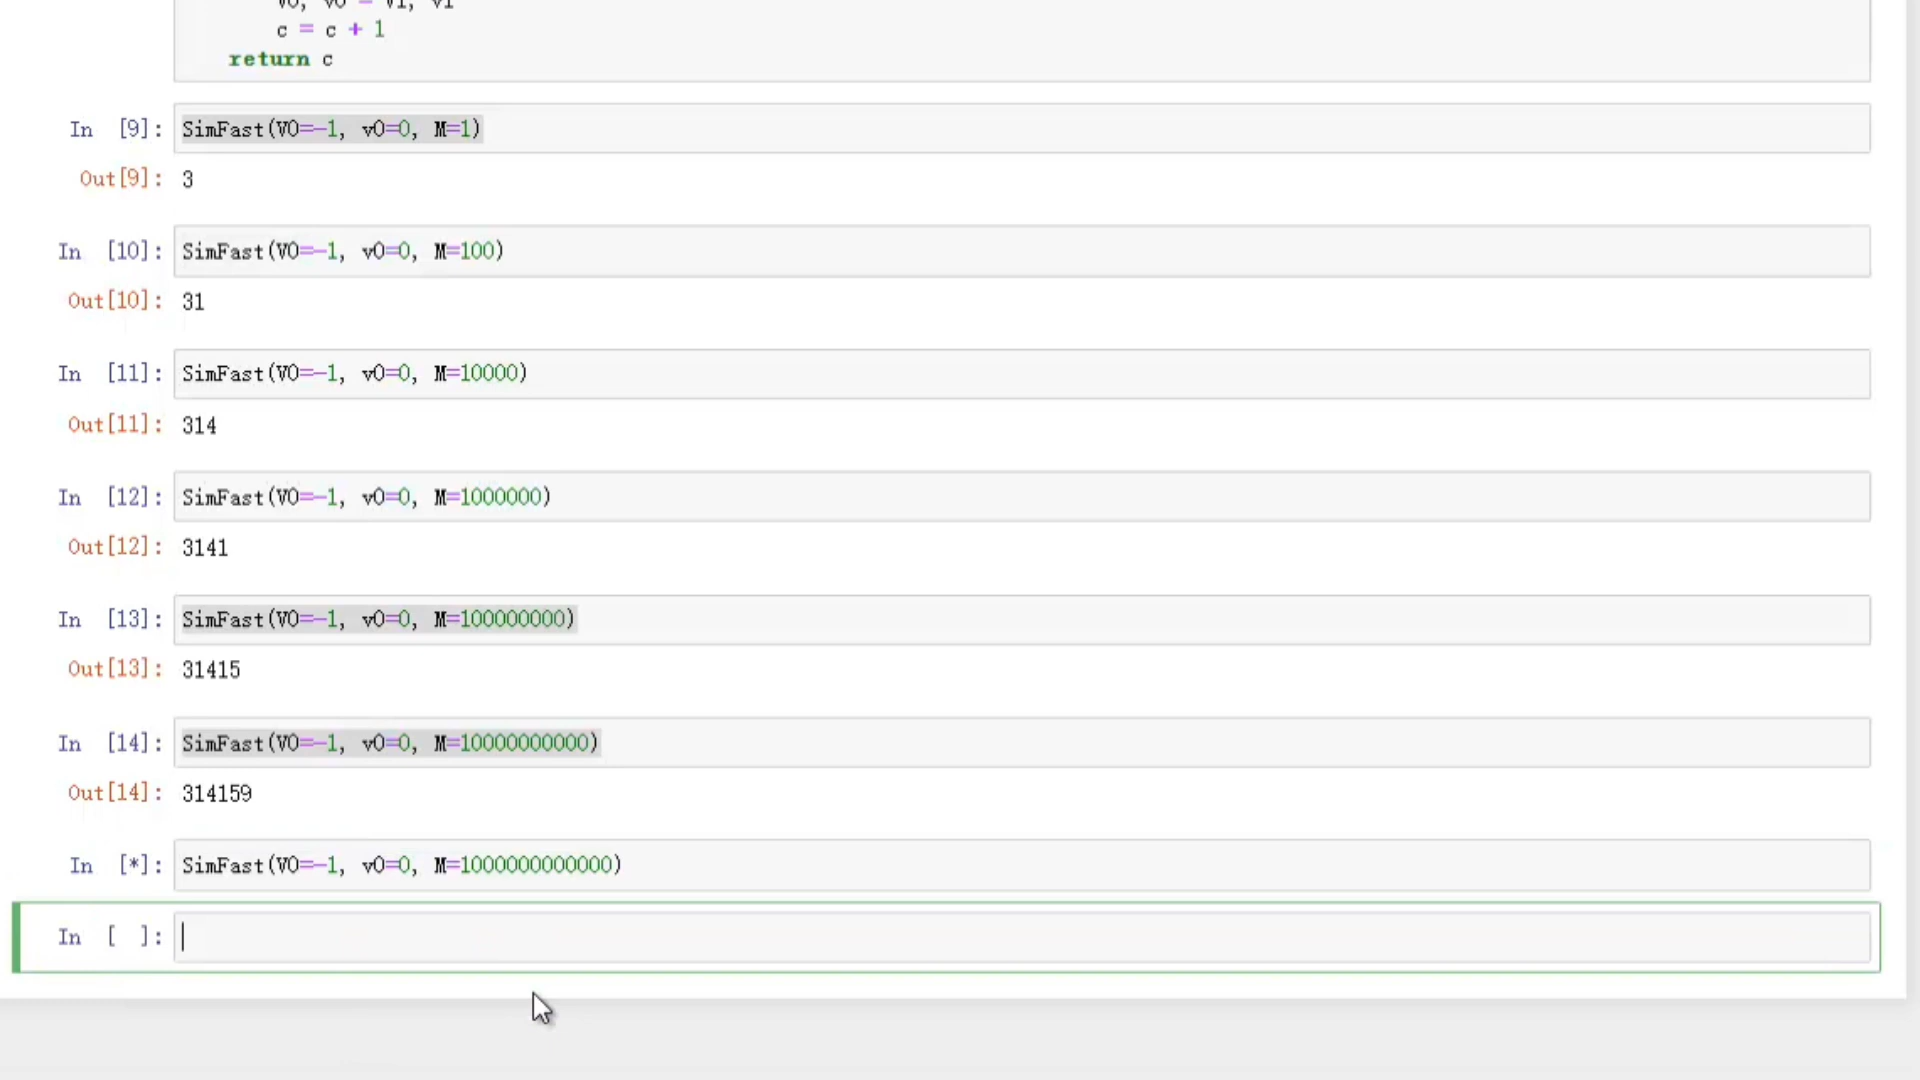 V0, v0 = V1, v1
c = c + 1
return c
In [9]: SimFast(V0=-1, v0=0, M=1)
Out[9]: 3
In [10]: SimFast(V0=-1, v0=0, M=100)
Out[10]: 31
In [11]: SimFast(V0=-1, v0=0, M=10000)
Out[11]: 314
In [12]: SimFast(V0=-1, v0=0, M=1000000)
Out[12]: 3141
In [13]: SimFast(V0=-1, v0=0, M=100000000)
Out[13]: 31415
In [14]: SimFast(V0=-1, v0=0, M=10000000000)
Out[14]: 314159
In [*]: SimFast(V0=-1, v0=0, M=1000000000000)
In [ ]: